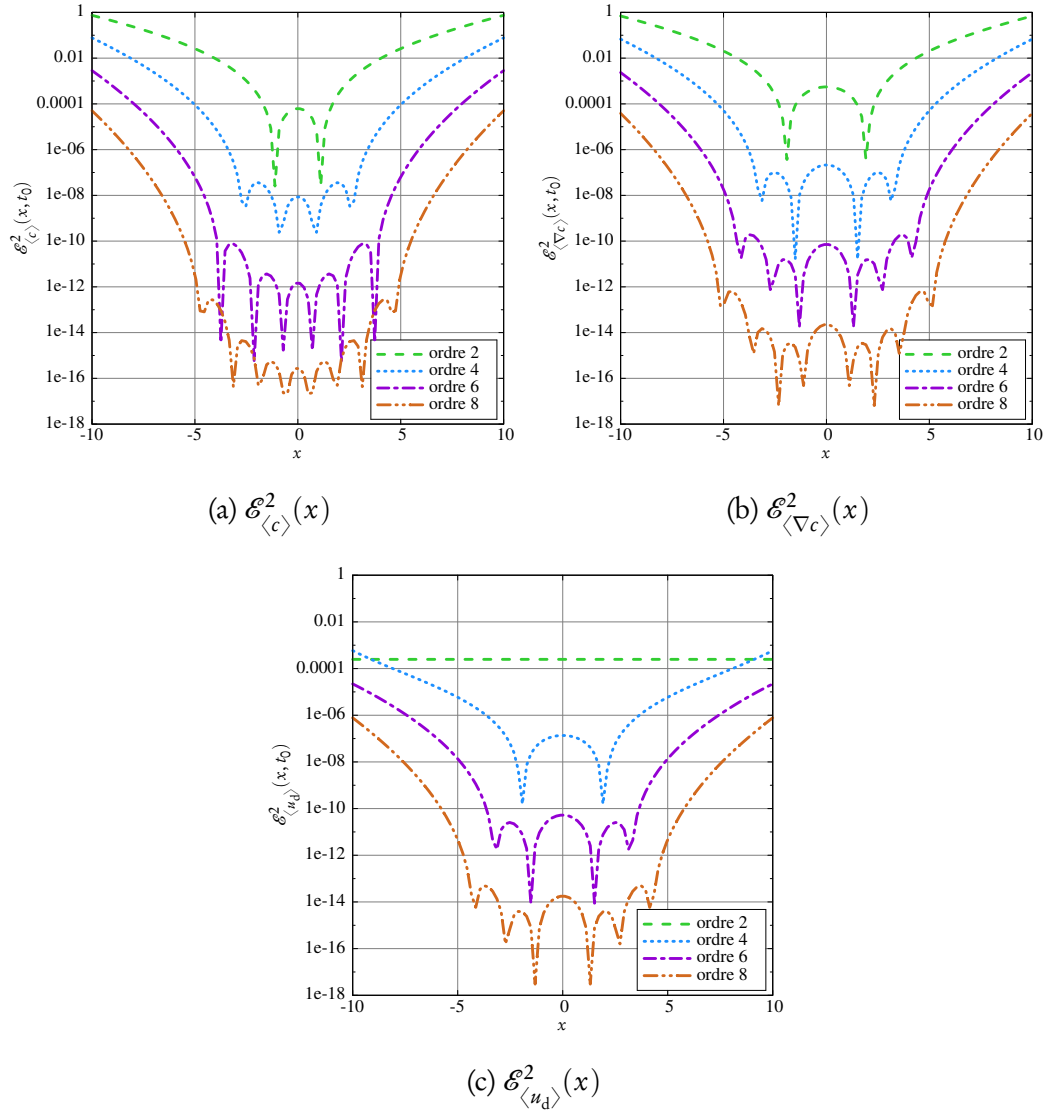 1
0.01
0.0001
1e-06
1e-08
1e-10
1e-12
1e-14
1e-16
1e-18
-10
-5
0
5
10
x
ℰ²⟨c⟩(x, t₀)
ordre 2
ordre 4
ordre 6
ordre 8
(a) ℰ²⟨c⟩(x)
1
0.01
0.0001
1e-06
1e-08
1e-10
1e-12
1e-14
1e-16
1e-18
-10
-5
0
5
10
x
ℰ²⟨∇c⟩(x, t₀)
ordre 2
ordre 4
ordre 6
ordre 8
(b) ℰ²⟨∇c⟩(x)
1
0.01
0.0001
1e-06
1e-08
1e-10
1e-12
1e-14
1e-16
1e-18
-10
-5
0
5
10
x
ℰ²⟨u_d⟩(x, t₀)
ordre 2
ordre 4
ordre 6
ordre 8
(c) ℰ²⟨u_d⟩(x)